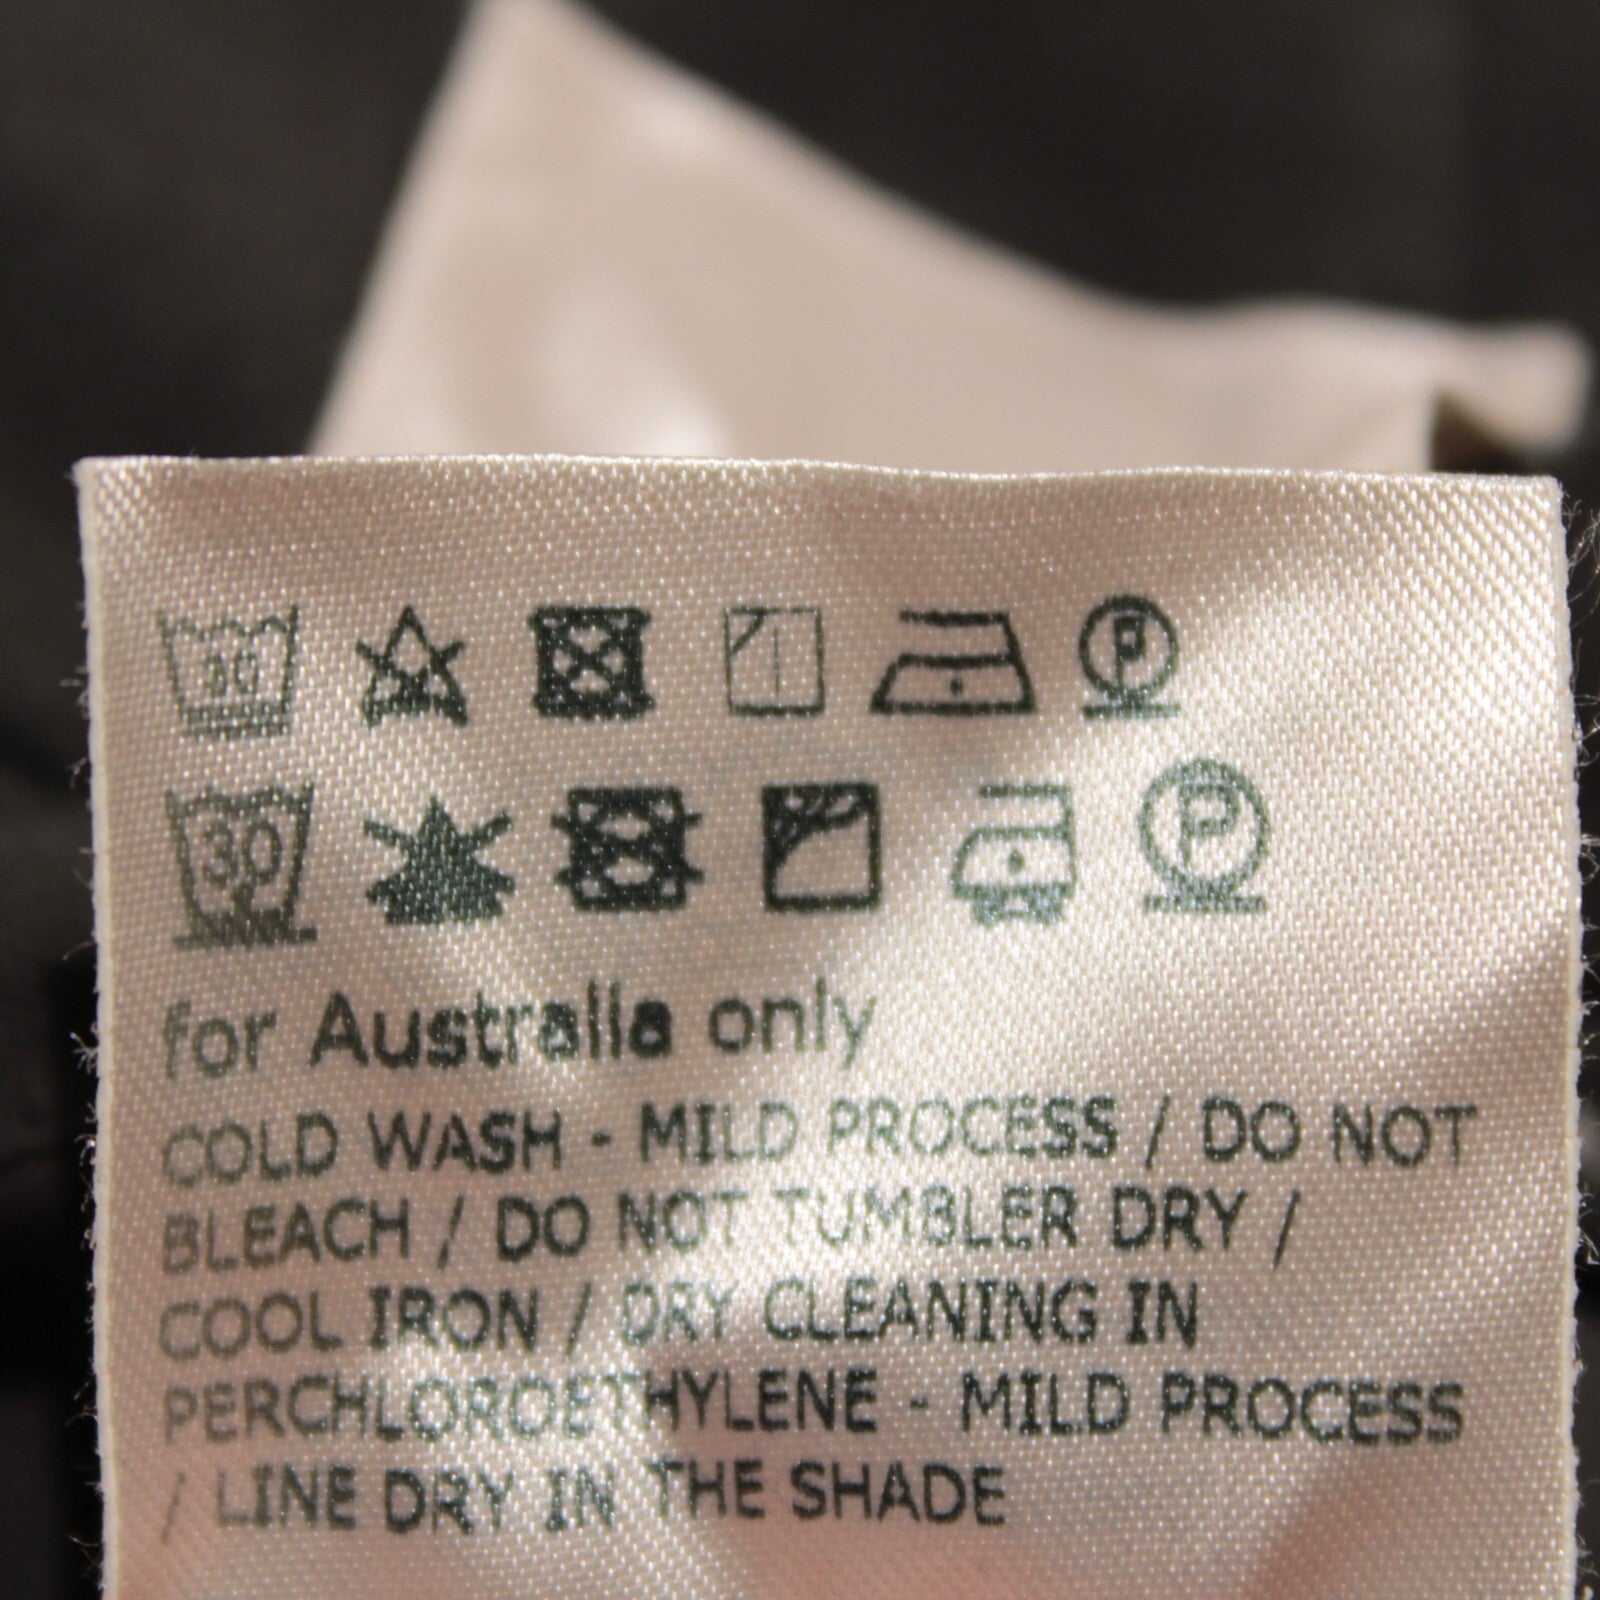 30 P
30 P
for Australia only
COLD WASH - MILD PROCESS / DO NOT
BLEACH / DO NOT TUMBLER DRY /
COOL IRON / DRY CLEANING IN
PERCHLOROETHYLENE - MILD PROCESS
/ LINE DRY IN THE SHADE